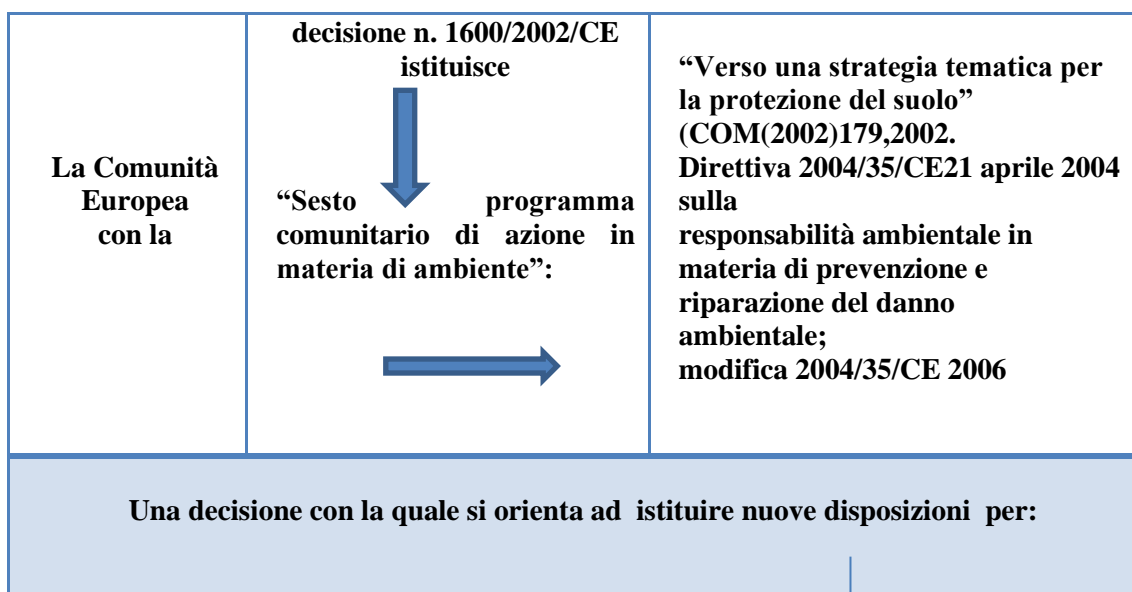 La Comunità
Europea
con la
decisione n. 1600/2002/CE
istituisce
“Sesto programma
comunitario di azione in
materia di ambiente”:
“Verso una strategia tematica per
la protezione del suolo”
(COM(2002)179,2002.
Direttiva 2004/35/CE21 aprile 2004
sulla
responsabilità ambientale in
materia di prevenzione e
riparazione del danno
ambientale;
modifica 2004/35/CE 2006
Una decisione con la quale si orienta ad istituire nuove disposizioni per: